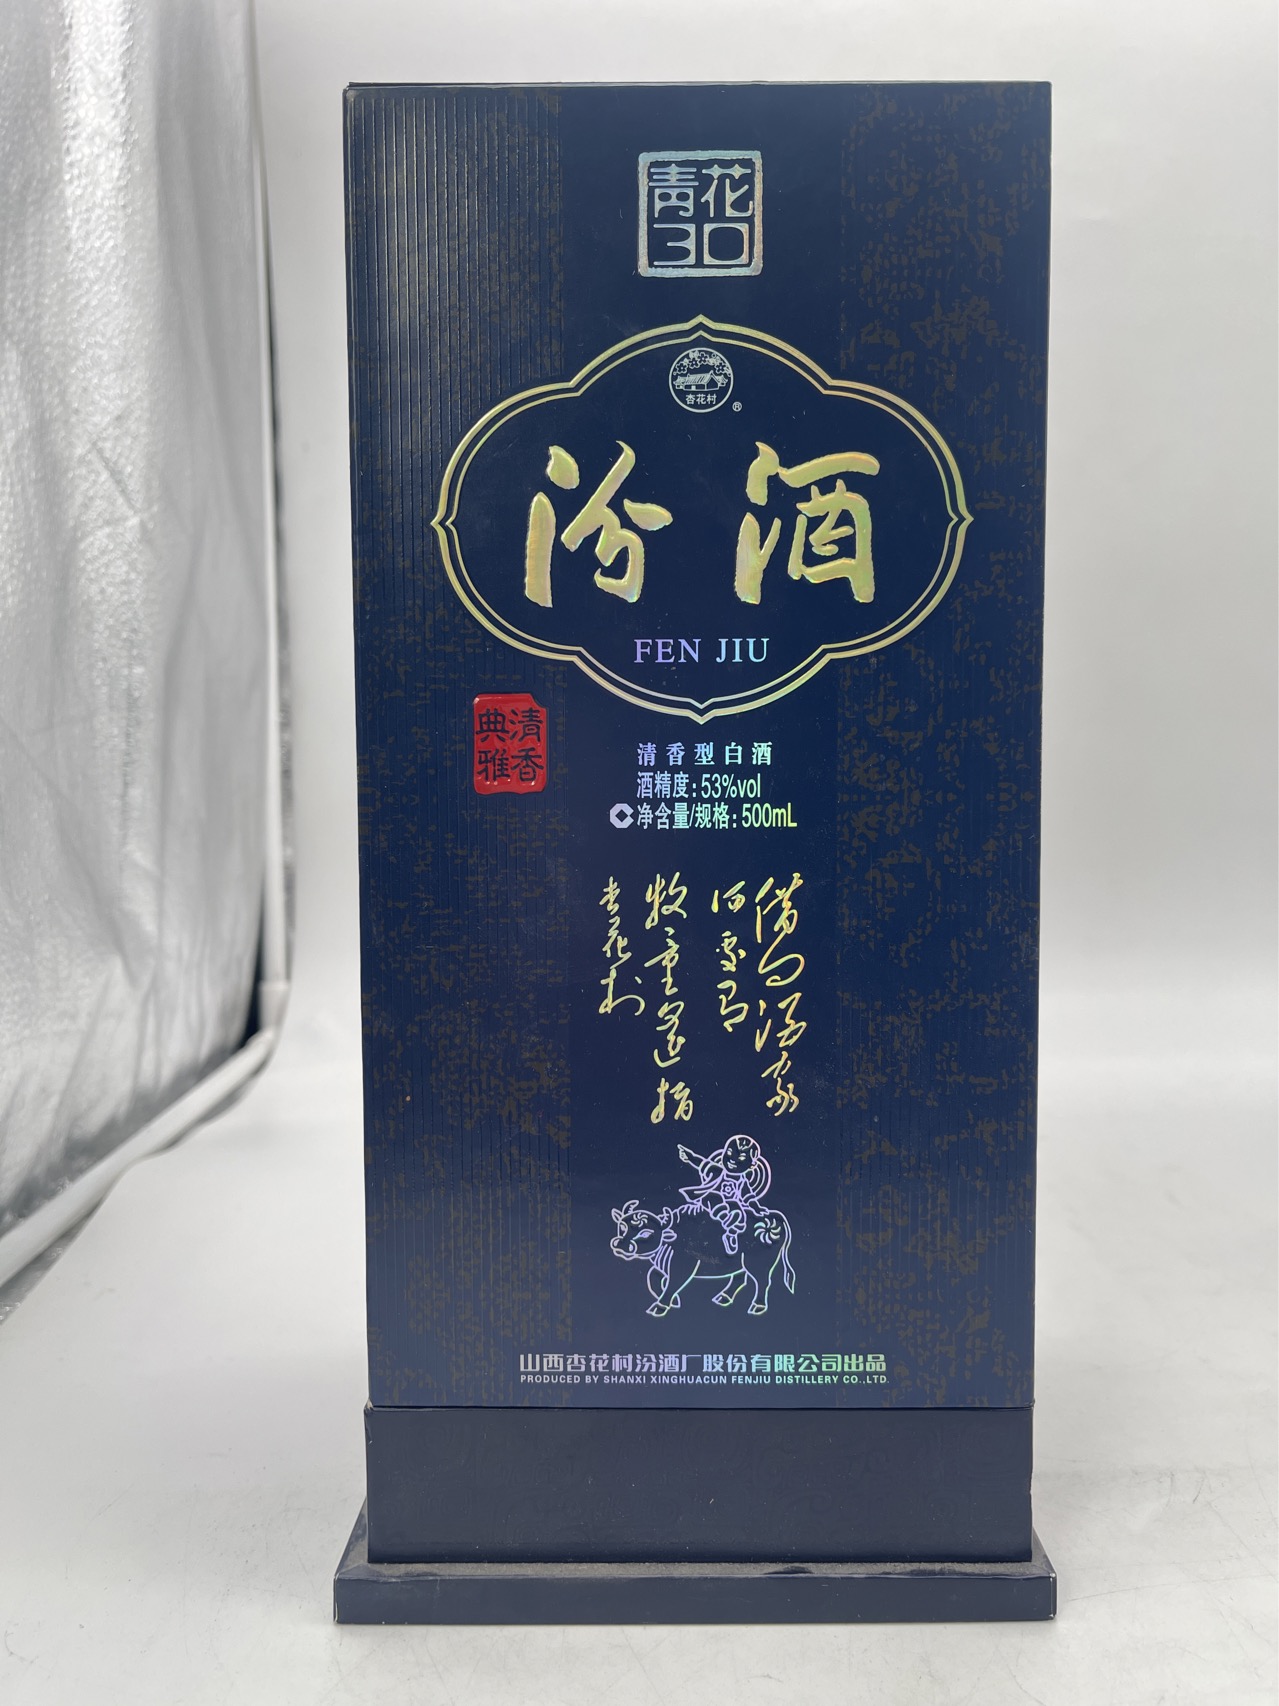 青花
30
杏花村
®
汾酒
FEN JIU
清香
典雅
清香型白酒
酒精度:53%vol
净含量/规格:500mL
借问酒家
何处有
牧童遥指
杏花村
山西杏花村汾酒厂股份有限公司出品
PRODUCED BY SHANXI XINGHUACUN FENJIU DISTILLERY CO.,LTD.